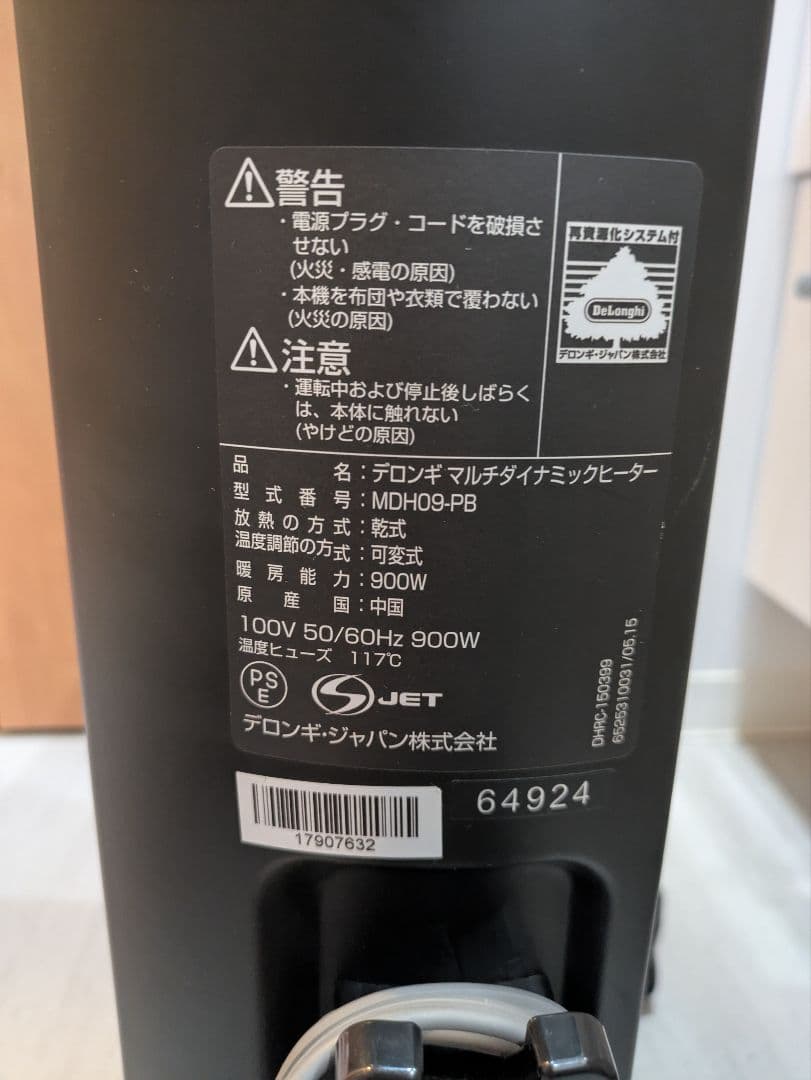 警告
・電源プラグ・コードを破損さ
せない
(火災・感電の原因)
・本機を布団や衣類で覆わない
(火災の原因)
注意
・運転中および停止後しばらく
は、本体に触れない
(やけどの原因)
再資源化システム付
DeLonghi
デロンギ・ジャパン株式会社
品名：デロンギ マルチダイナミックヒーター
型式番号：MDH09-PB
放熱の方式：乾式
温度調節の方式：可変式
暖房能力：900W
原産国：中国
100V 50/60Hz 900W
温度ヒューズ 117℃
PS
E
JET
デロンギ・ジャパン株式会社
DHRC-150399
6525310031/05.15
17907632
64924